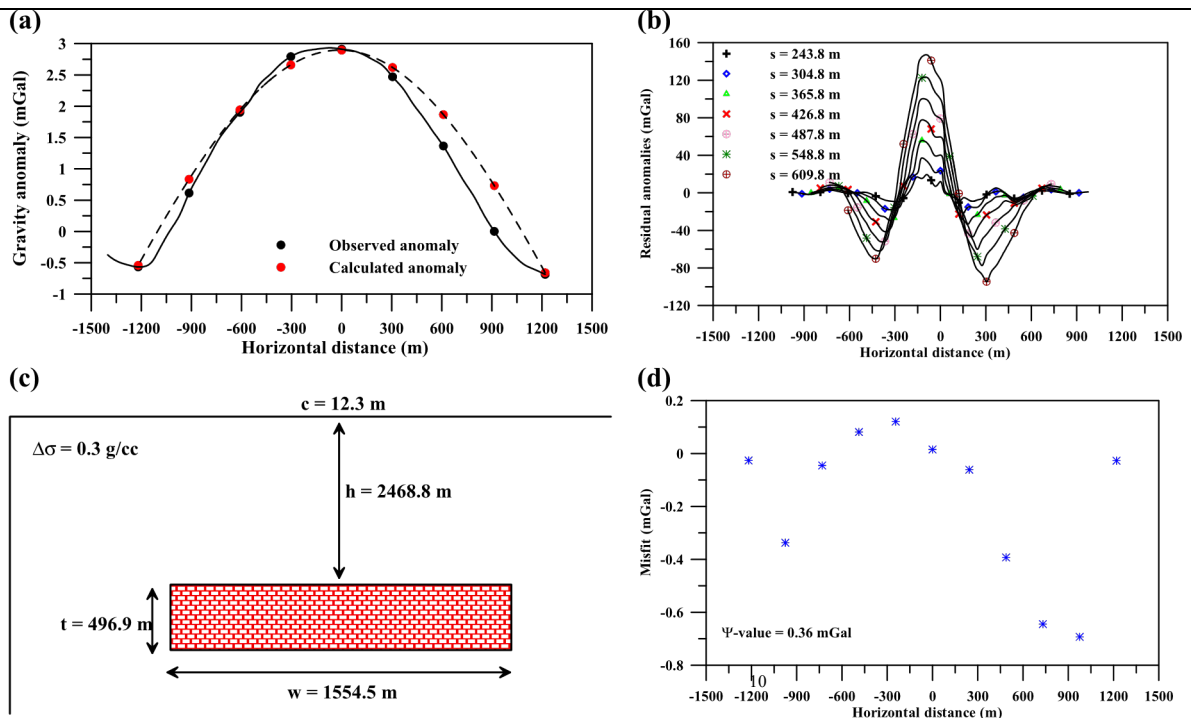 (a)
3
2.5
2
1.5
1
0.5
0
-0.5
-1
Gravity anomaly (mGal)
Observed anomaly
Calculated anomaly
-1500 -1200 -900 -600 -300 0 300 600 900 1200 1500
Horizontal distance (m)
(b)
160
120
80
40
0
-40
-80
-120
Residual anomalies (mGal)
s = 243.8 m
s = 304.8 m
s = 365.8 m
s = 426.8 m
s = 487.8 m
s = 548.8 m
s = 609.8 m
-1500 -1200 -900 -600 -300 0 300 600 900 1200 1500
Horizontal distance (m)
(c)
c = 12.3 m
Δσ = 0.3 g/cc
h = 2468.8 m
t = 496.9 m
w = 1554.5 m
(d)
0.2
0
-0.2
-0.4
-0.6
-0.8
Misfit (mGal)
Ψ-value = 0.36 mGal
10
-1500 -1200 -900 -600 -300 0 300 600 900 1200 1500
Horizontal distance (m)